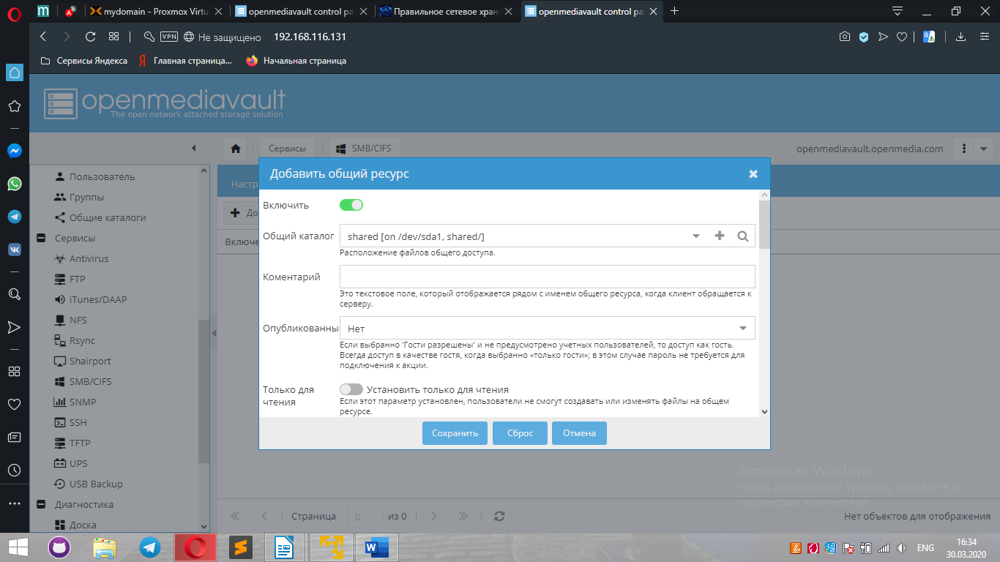 mydomain - Proxmox Virtu
openmediavault control pa
Правильное сетевое хран
openmediavault control pa
VPN
Не защищено
192.168.116.131
Сервисы Яндекса
Главная страница...
Начальная страница
openmediavault
The open network attached storage solution
Сервисы
SMB/CIFS
openmediavault.openmedia.com
Пользователь
Группы
Общие каталоги
Сервисы
Antivirus
FTP
iTunes/DAAP
NFS
Rsync
Shairport
SMB/CIFS
SNMP
SSH
TFTP
UPS
USB Backup
Диагностика
Доска
Настр
До
Включе
Добавить общий ресурс
Включить
Общий каталог
shared [on /dev/sda1, shared/]
Расположение файлов общего доступа.
Коментарий
Это текстовое поле, который отображается рядом с именем общего ресурса, когда клиент обращается к
серверу.
Опубликованны
Нет
Если выбранно 'Гости разрешены' и не предусмотрено учетных пользователей, то доступ как гость.
Всегда доступ в качестве гостя, когда выбранно «только гости»; в этом случае пароль не требуется для
подключения к акции.
Только для
чтения
Установить только для чтения
Если этот параметр установлен, пользователи не смогут создавать или изменять файлы на общем
ресурсе.
Сохранить
Сброс
Отмена
Активация Windows
Чтобы активировать Windows, перейдите к
параметрам компьютера.
Страница
0
из 0
Нет объектов для отображения
ENG
16:34
30.03.2020